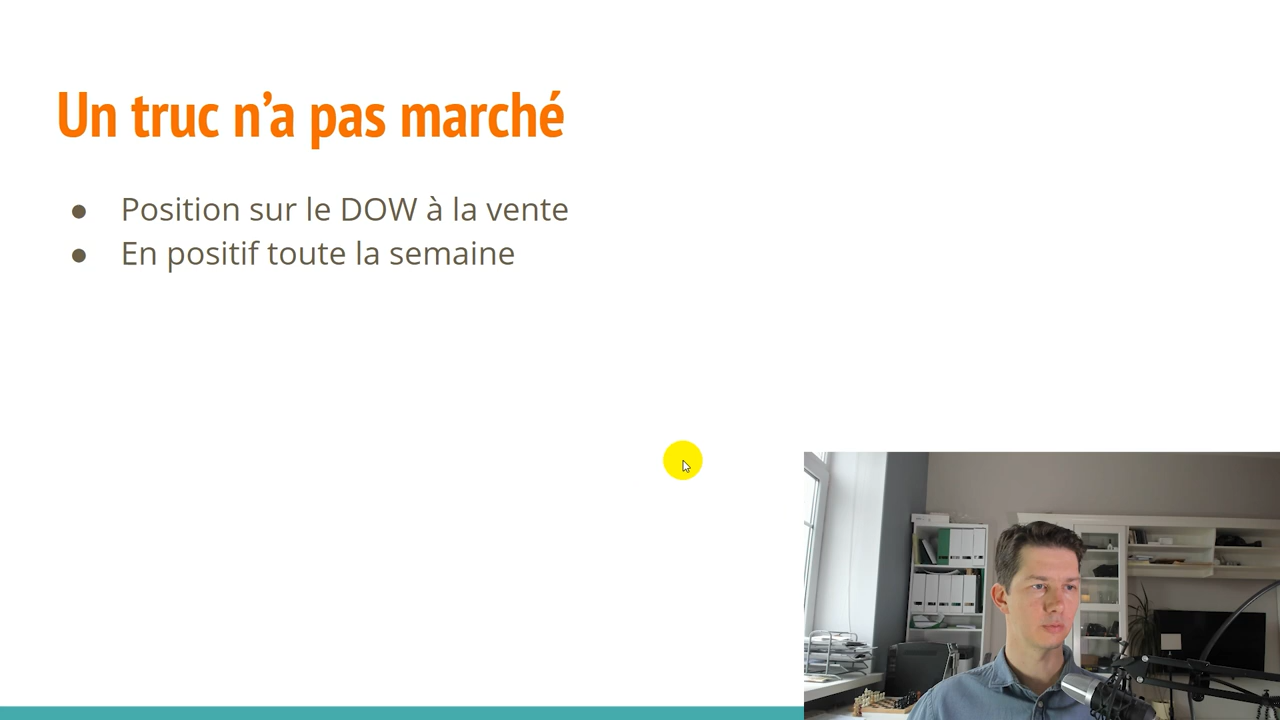 Un truc n’a pas marché
● Position sur le DOW à la vente
● En positif toute la semaine